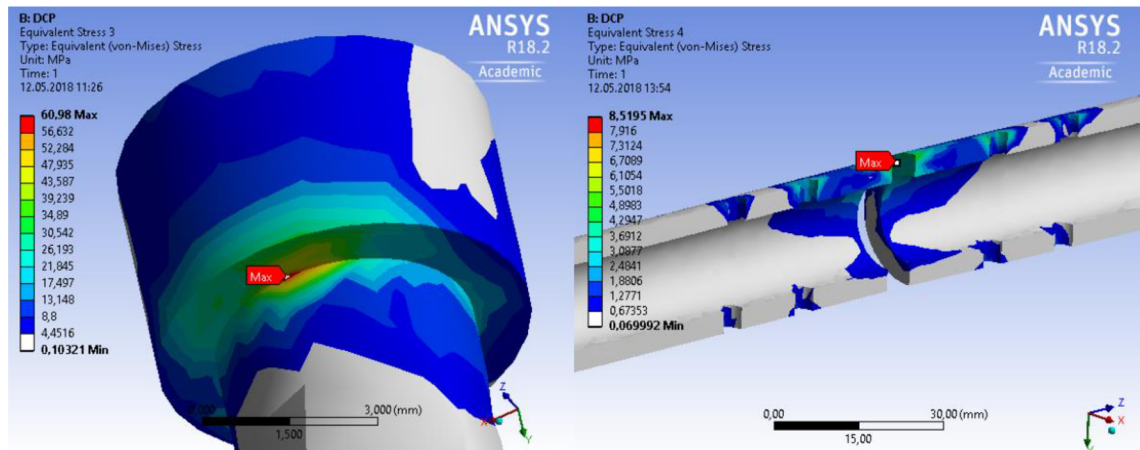 B: DCP
Equivalent Stress 3
Type: Equivalent (von-Mises) Stress
Unit: MPa
Time: 1
12.05.2018 11:26
ANSYS
R18.2
Academic
60,98 Max
56,632
52,284
47,935
43,587
39,239
34,89
30,542
26,193
21,845
17,497
13,148
8,8
4,4516
0,10321 Min
Max
3,000 (mm)
1,500
Z
X
Y
B: DCP
Equivalent Stress 4
Type: Equivalent (von-Mises) Stress
Unit: MPa
Time: 1
12.05.2018 13:54
ANSYS
R18.2
Academic
8,5195 Max
7,916
7,3124
6,7089
6,1054
5,5018
4,8983
4,2947
3,6912
3,0877
2,4841
1,8806
1,2771
0,67353
0,069992 Min
Max
0,00
30,00 (mm)
15,00
Z
X